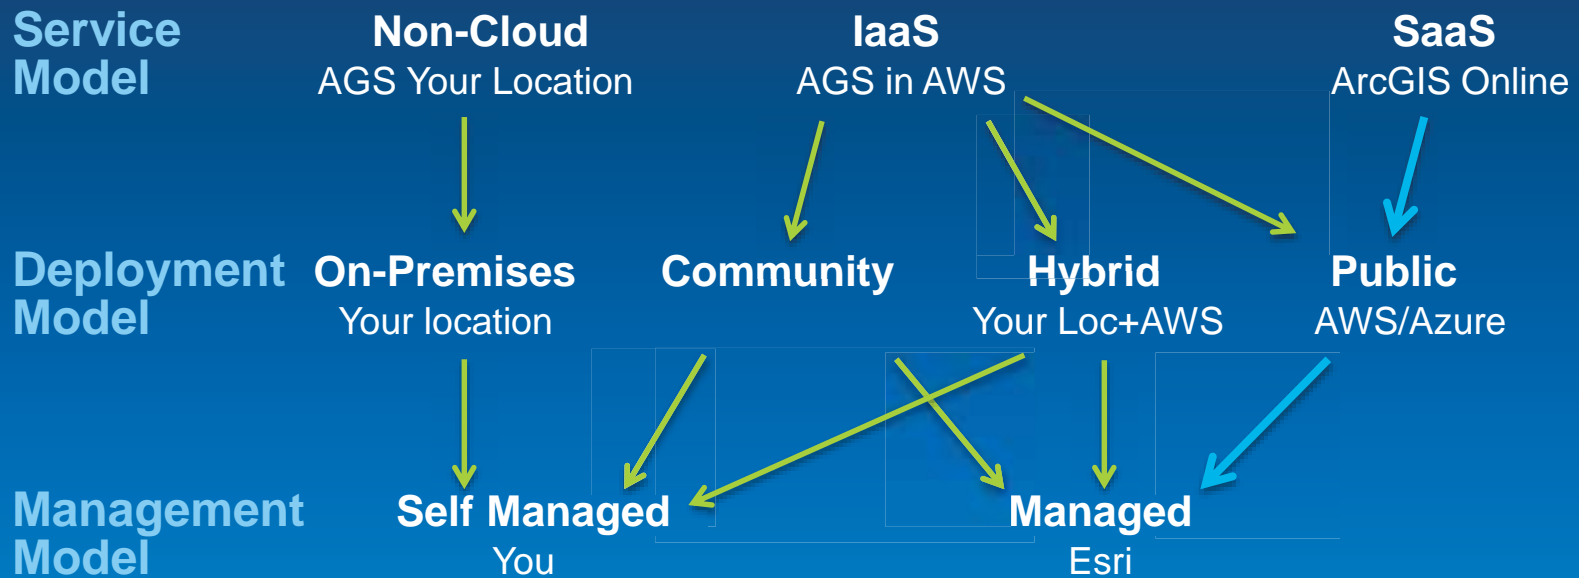 Service Model
Non-Cloud
AGS Your Location
IaaS
AGS in AWS
SaaS
ArcGIS Online
Deployment Model
On-Premises
Your location
Community
Hybrid
Your Loc+AWS
Public
AWS/Azure
Management Model
Self Managed
You
Managed
Esri